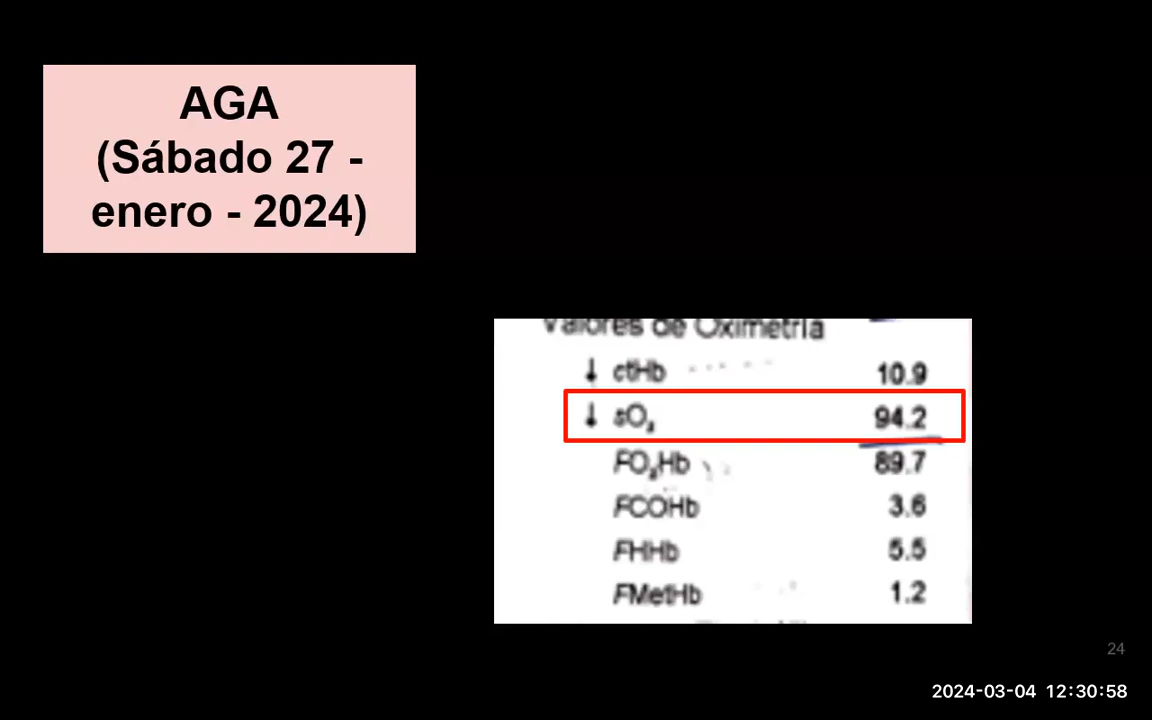 AGA
(Sábado 27 -
enero - 2024)
Valores de Oximetría
↓ ctHb 10.9
↓ sO₂ 94.2
FO₂Hb 89.7
FCOHb 3.6
FHHb 5.5
FMetHb 1.2
24
2024-03-04 12:30:58